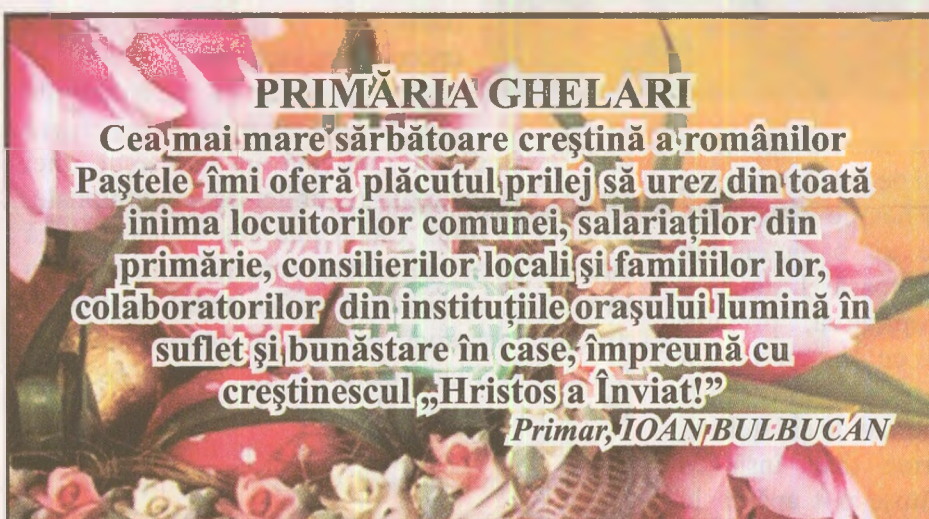 PRIMĂRIA GHELARI
Cea mai mare sărbătoare creştină a românilor
Paştele îmi oferă plăcutul prilej să urez din toată
inima locuitorilor comunei, salariaților din
primărie, consilierilor locali şi familiilor lor,
colaboratorilor din instituțiile oraşului lumină în
suflet şi bunăstare în case, împreună cu
creştinescul „Hristos a Înviat!”
Primar, IOAN BULBUCAN